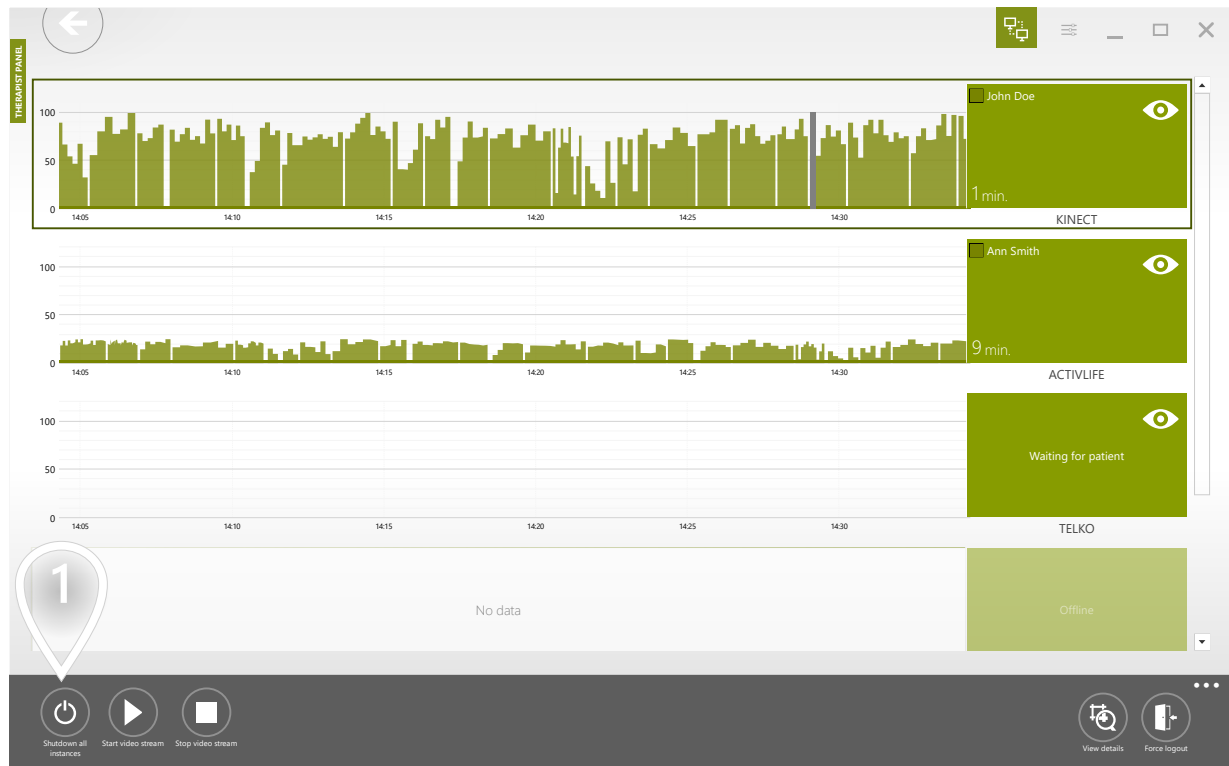 THERAPIST PANEL
100
50
0
14:05
14:10
14:15
14:20
14:25
14:30
John Doe
1 min.
KINECT
100
50
0
14:05
14:10
14:15
14:20
14:25
14:30
Ann Smith
9 min.
ACTIVLIFE
100
50
0
14:05
14:10
14:15
14:20
14:25
14:30
Waiting for patient
TELKO
1
No data
Offline
Shutdown all
instances
Start video stream
Stop video stream
View details
Force logout